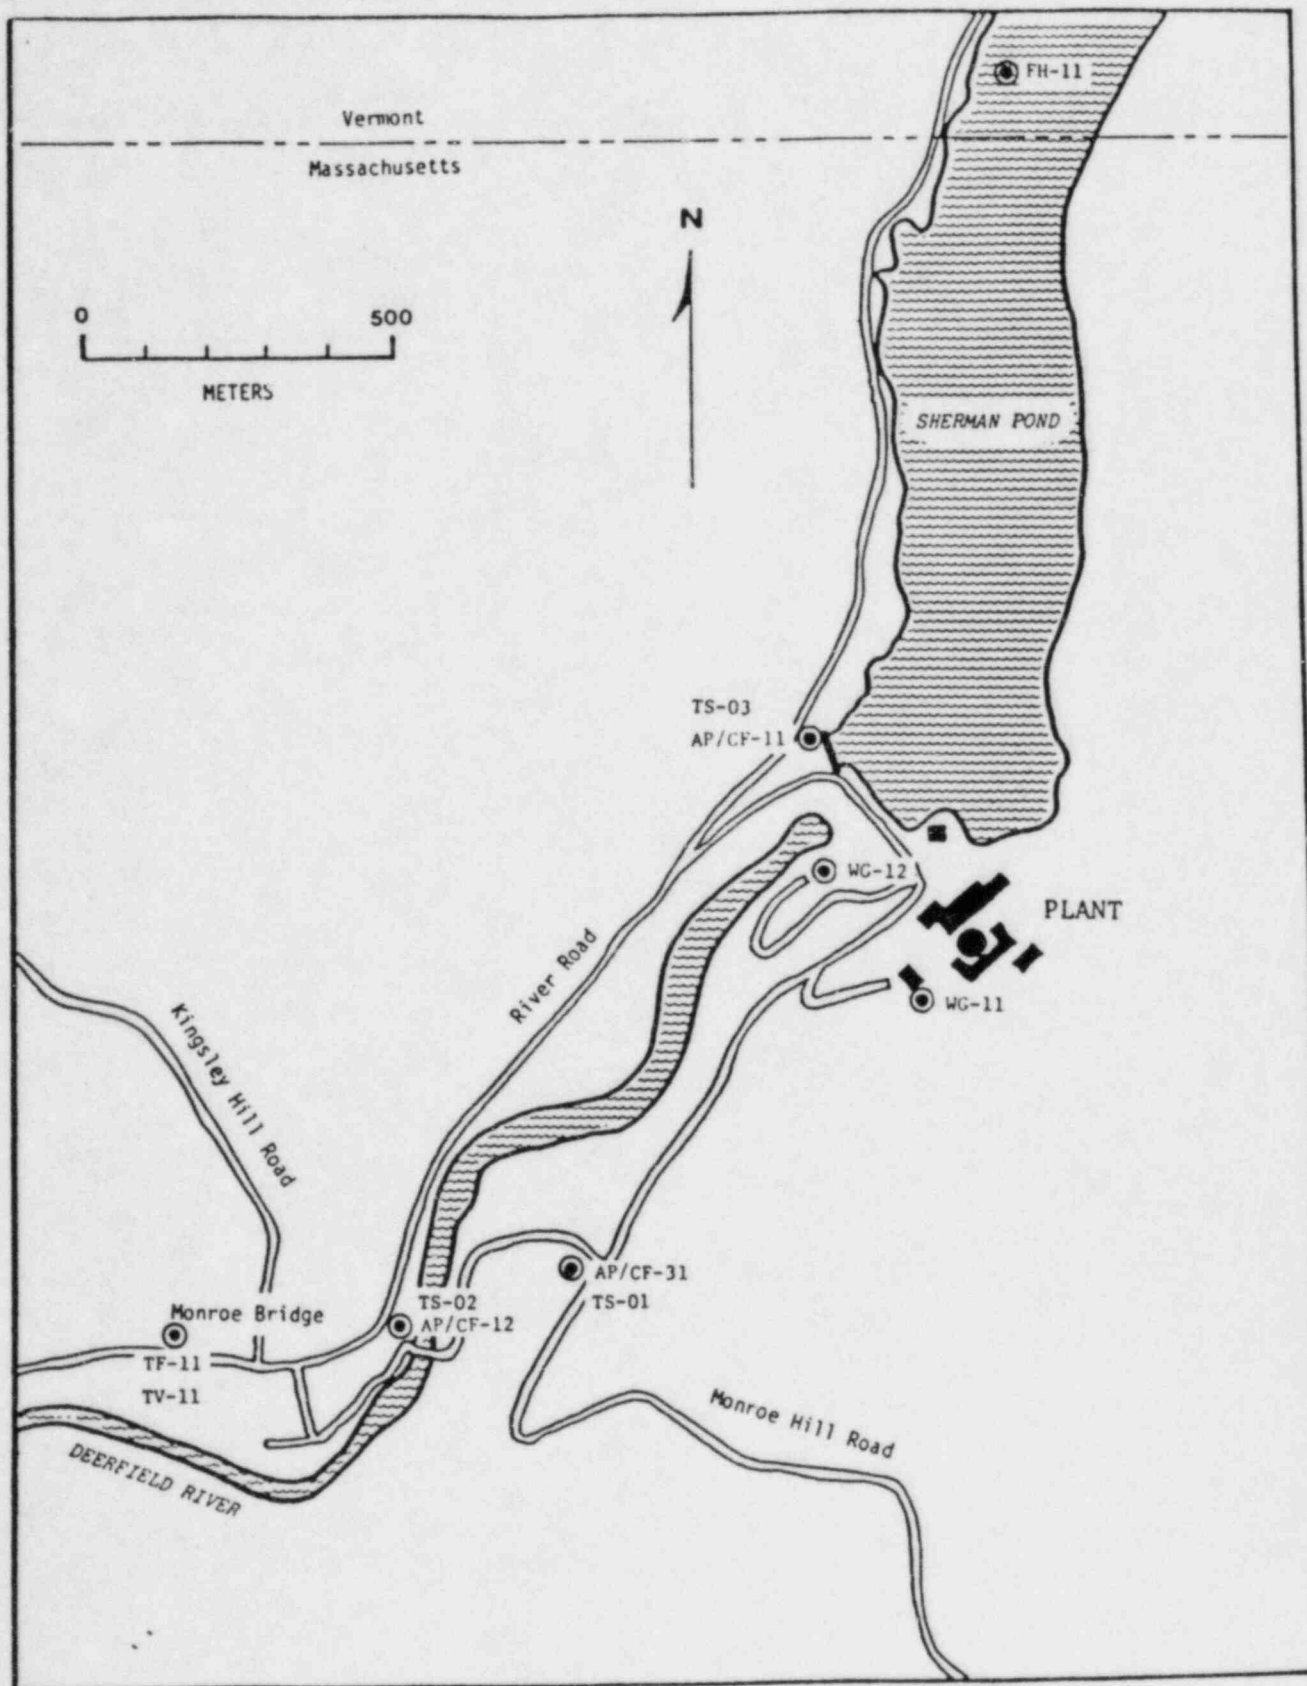 FH-11
Vermont
Massachusetts
N
0 500
METERS
SHERMAN POND
TS-03
AP/CF-11
WG-12
PLANT
River Road
WG-11
Kingsley Hill Road
AP/CF-31
TS-01
TS-02
AP/CF-12
Monroe Bridge
TF-11
TV-11
Monroe Hill Road
DEERFIELD RIVER